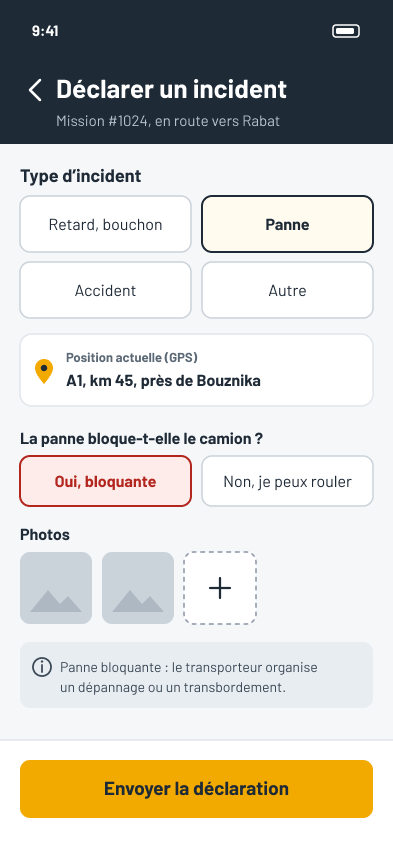 9:41
Déclarer un incident
Mission #1024, en route vers Rabat
Type d’incident
Retard, bouchon
Panne
Accident
Autre
Position actuelle (GPS)
A1, km 45, près de Bouznika
La panne bloque-t-elle le camion ?
Oui, bloquante
Non, je peux rouler
Photos
Panne bloquante : le transporteur organise
un dépannage ou un transbordement.
Envoyer la déclaration